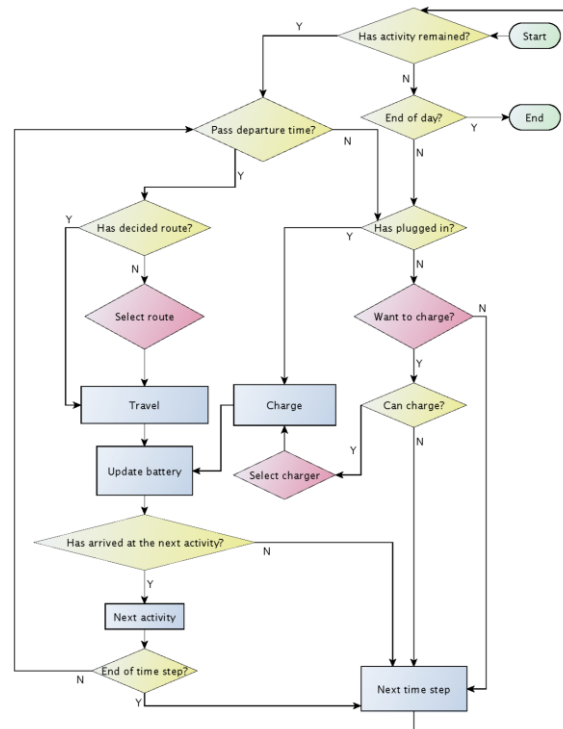 Y
Has activity remained?
Start
N
Pass departure time?
N
End of day?
Y
End
Y
N
Y
Has decided route?
Y
Has plugged in?
N
N
Select route
Want to charge?
N
Y
Travel
Charge
Can charge?
Y
N
Update battery
Select charger
Has arrived at the next activity?
N
Y
Next activity
End of time step?
N
Y
Next time step